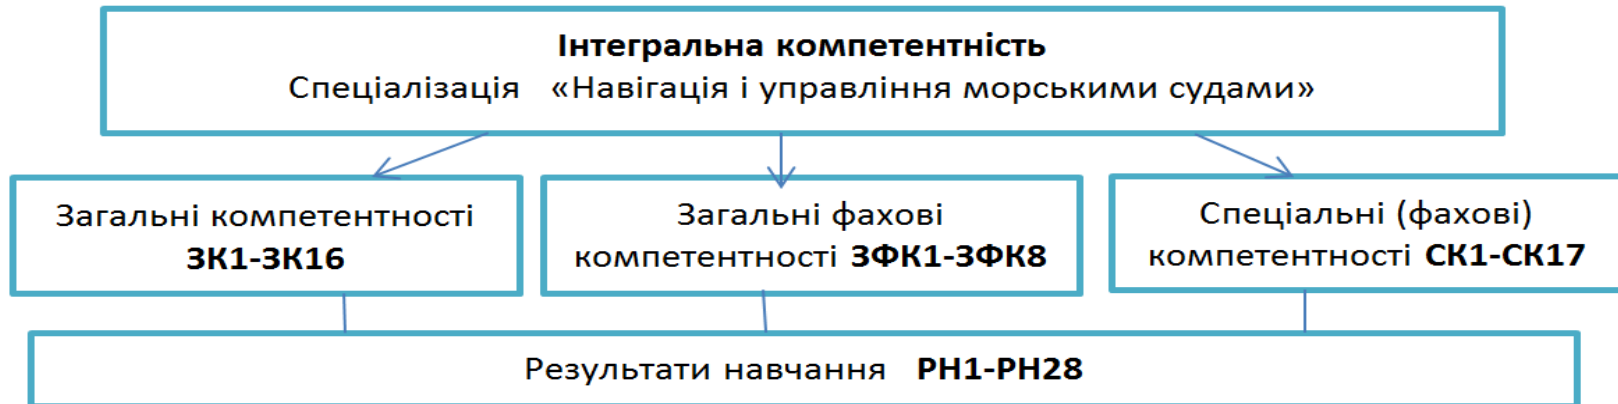 Інтегральна компетентність
Спеціалізація «Навігація і управління морськими судами»
Загальні компетентності
ЗК1-ЗК16
Загальні фахові
компетентності ЗФК1-ЗФК8
Спеціальні (фахові)
компетентності СК1-СК17
Результати навчання РН1-РН28